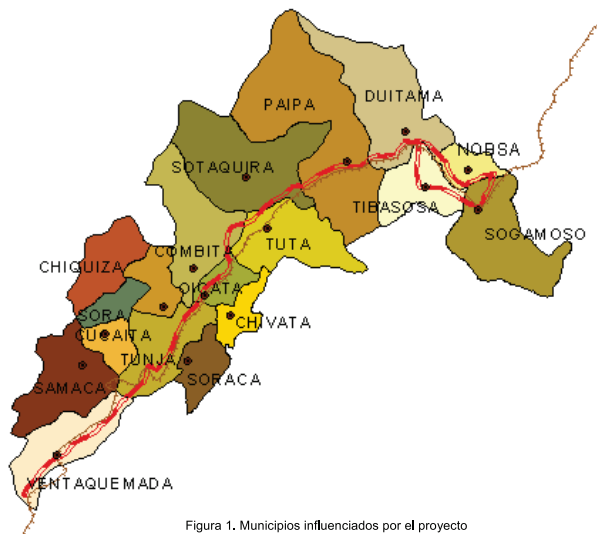 DUITAMA
PAIPA
NOBSA
SOTAQUIRA
TIBASOSA
SOGAMOSO
TUTA
COMBITA
CHIQUIZA
OICATA
SORA
CHIVATA
CUCAITA
TUNJA
SORACA
SAMACA
VENTAQUEMADA
Figura 1. Municipios influenciados por el proyecto